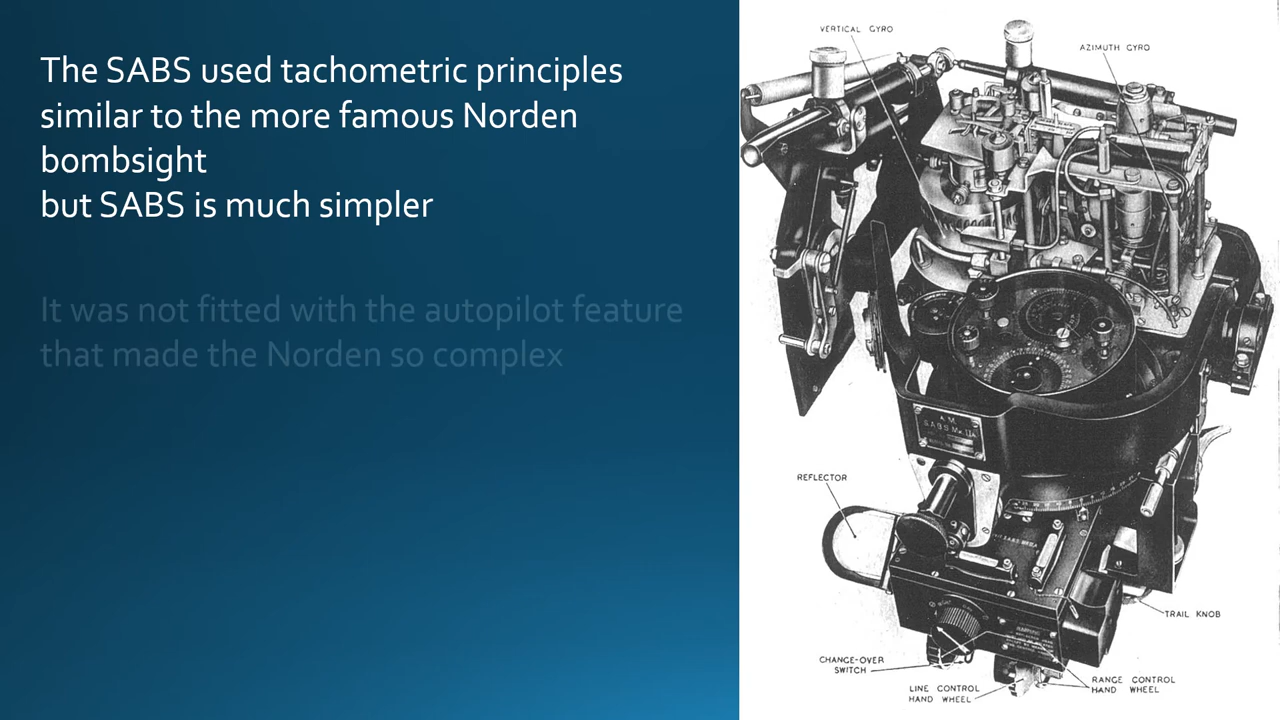 The SABS used tachometric principles
similar to the more famous Norden
bombsight
but SABS is much simpler
It was not fitted with the autopilot feature
that made the Norden so complex
VERTICAL GYRO
AZIMUTH GYRO
A.M.
S.A.B.S. Mk. IIA
REFLECTOR
TRAIL KNOB
CHANGE-OVER
SWITCH
LINE CONTROL
HAND WHEEL
RANGE CONTROL
HAND WHEEL